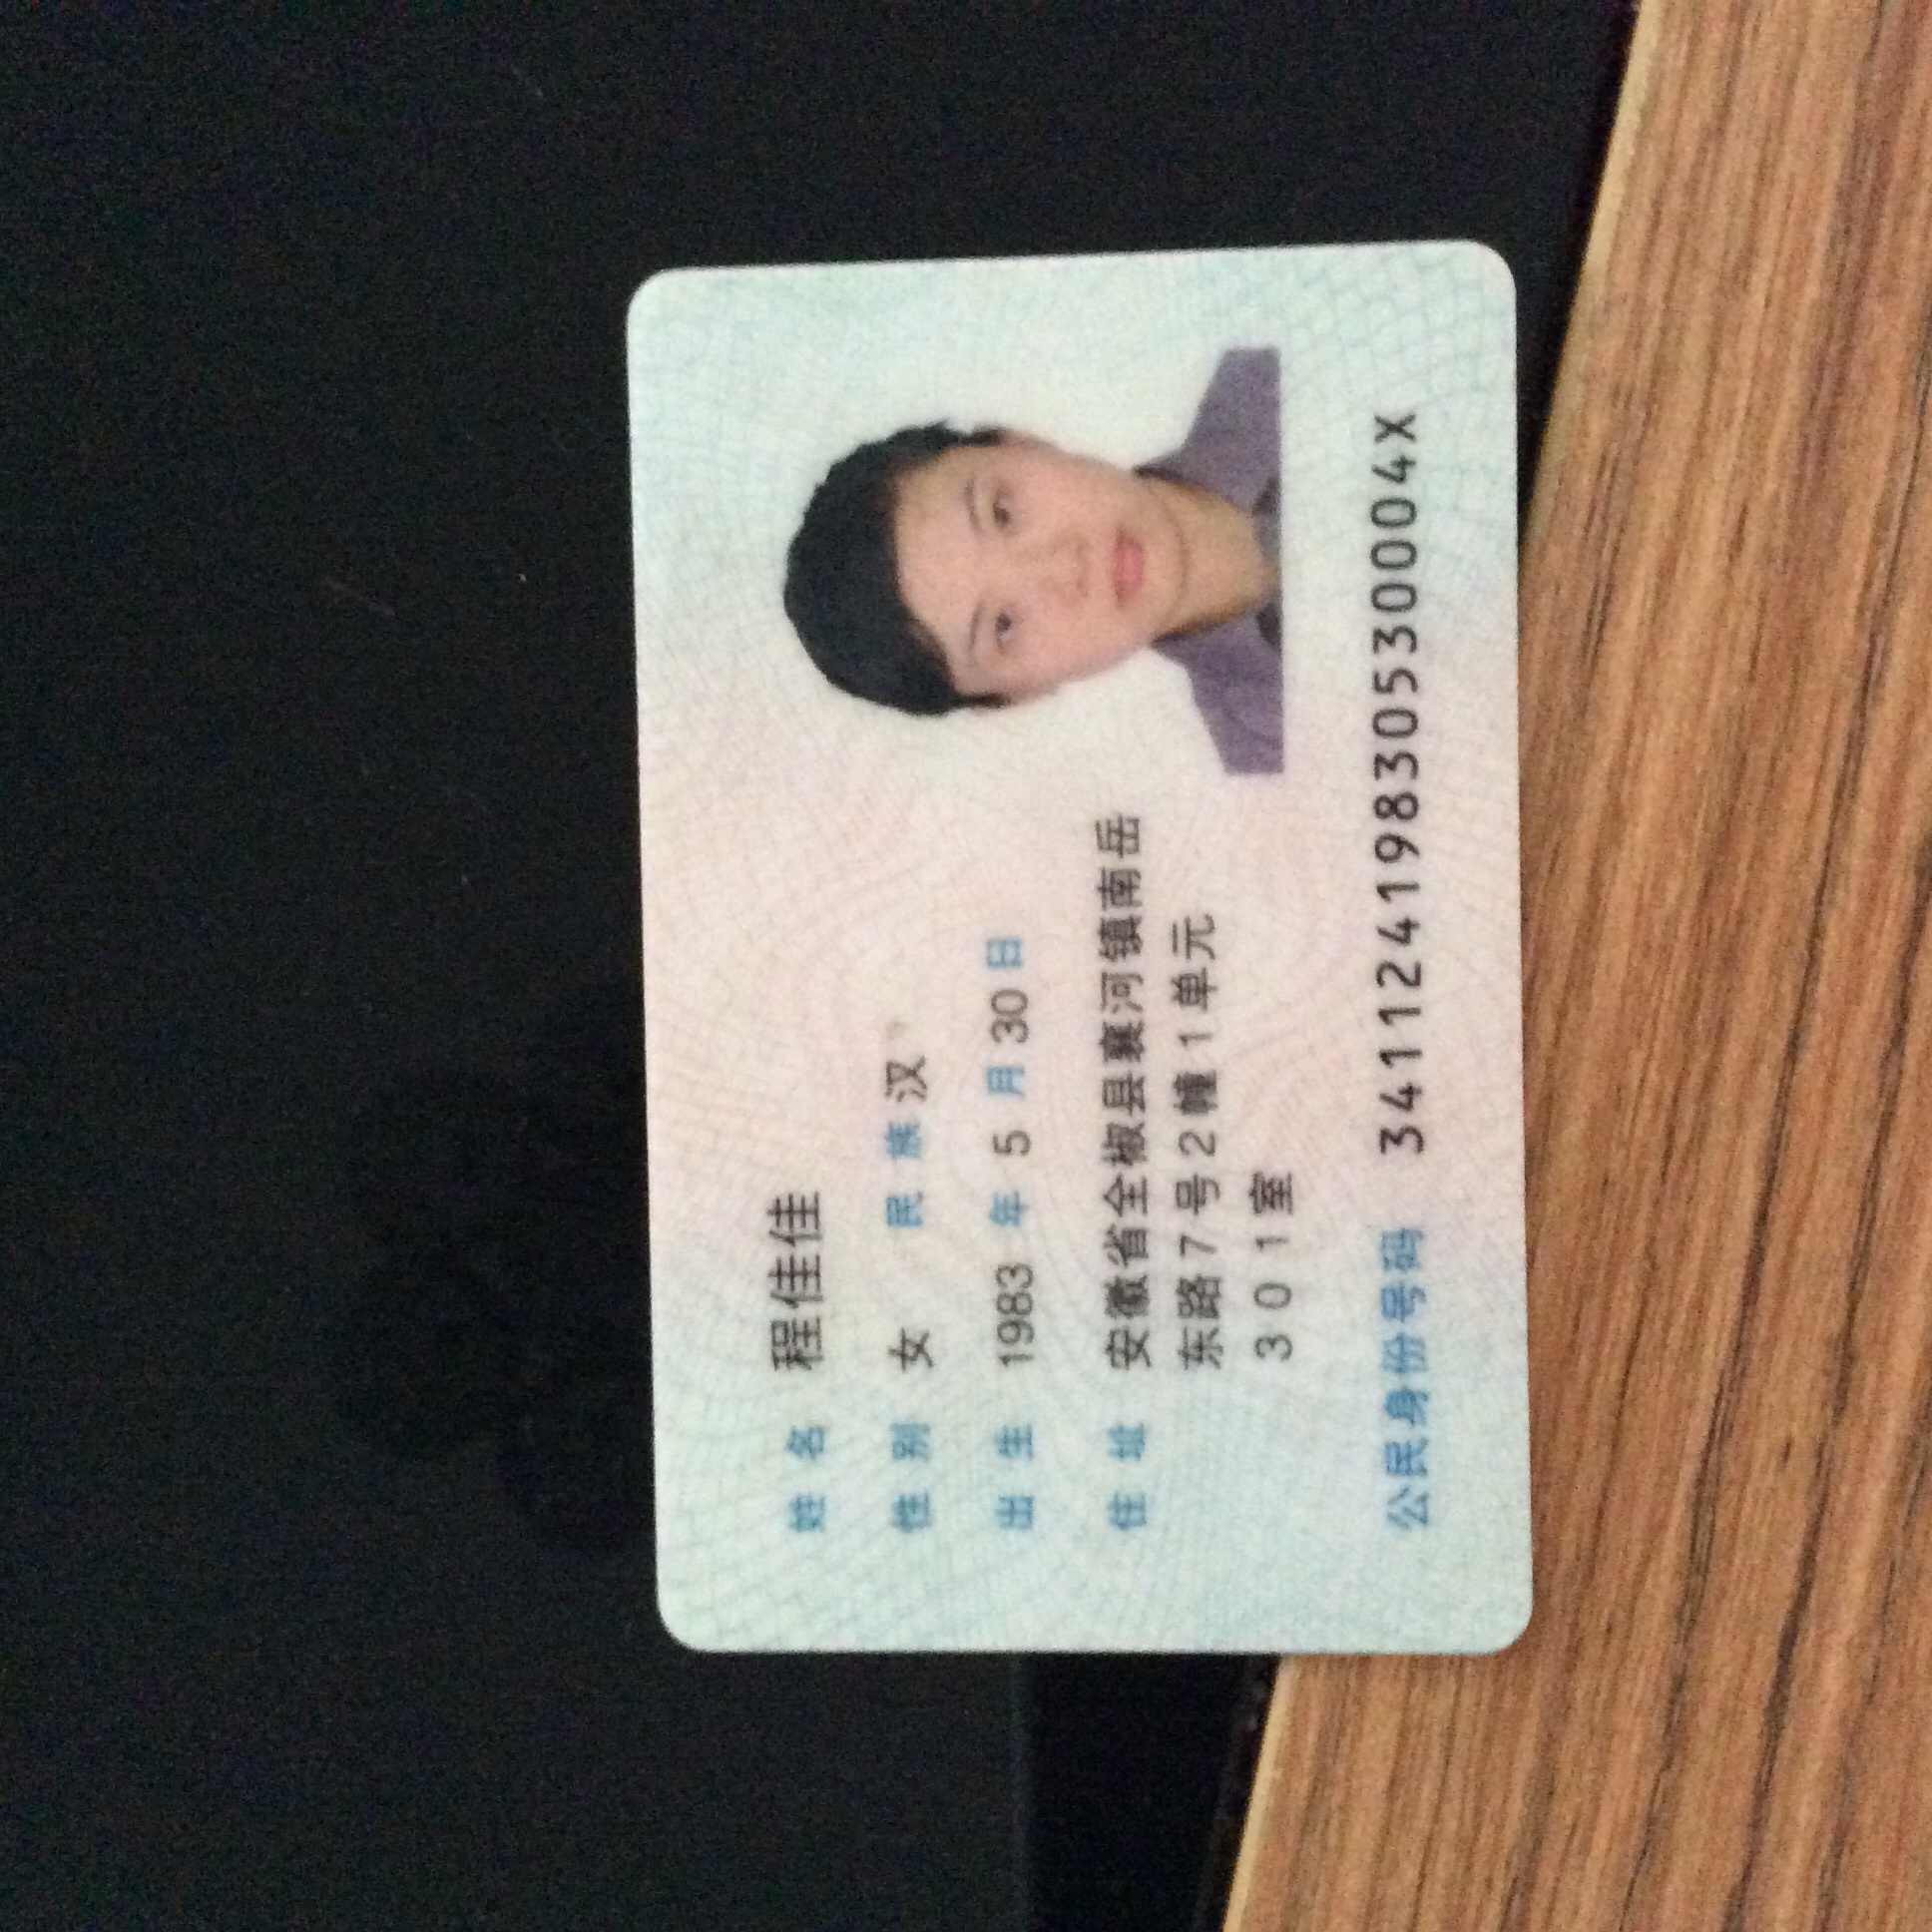 姓名 程佳佳
性别 女 民族 汉
出生 1983 年 5 月 30 日
住址 安徽省全椒县襄河镇南岳
东路7号2幢1单元
301室
公民身份号码 34112419830530004X